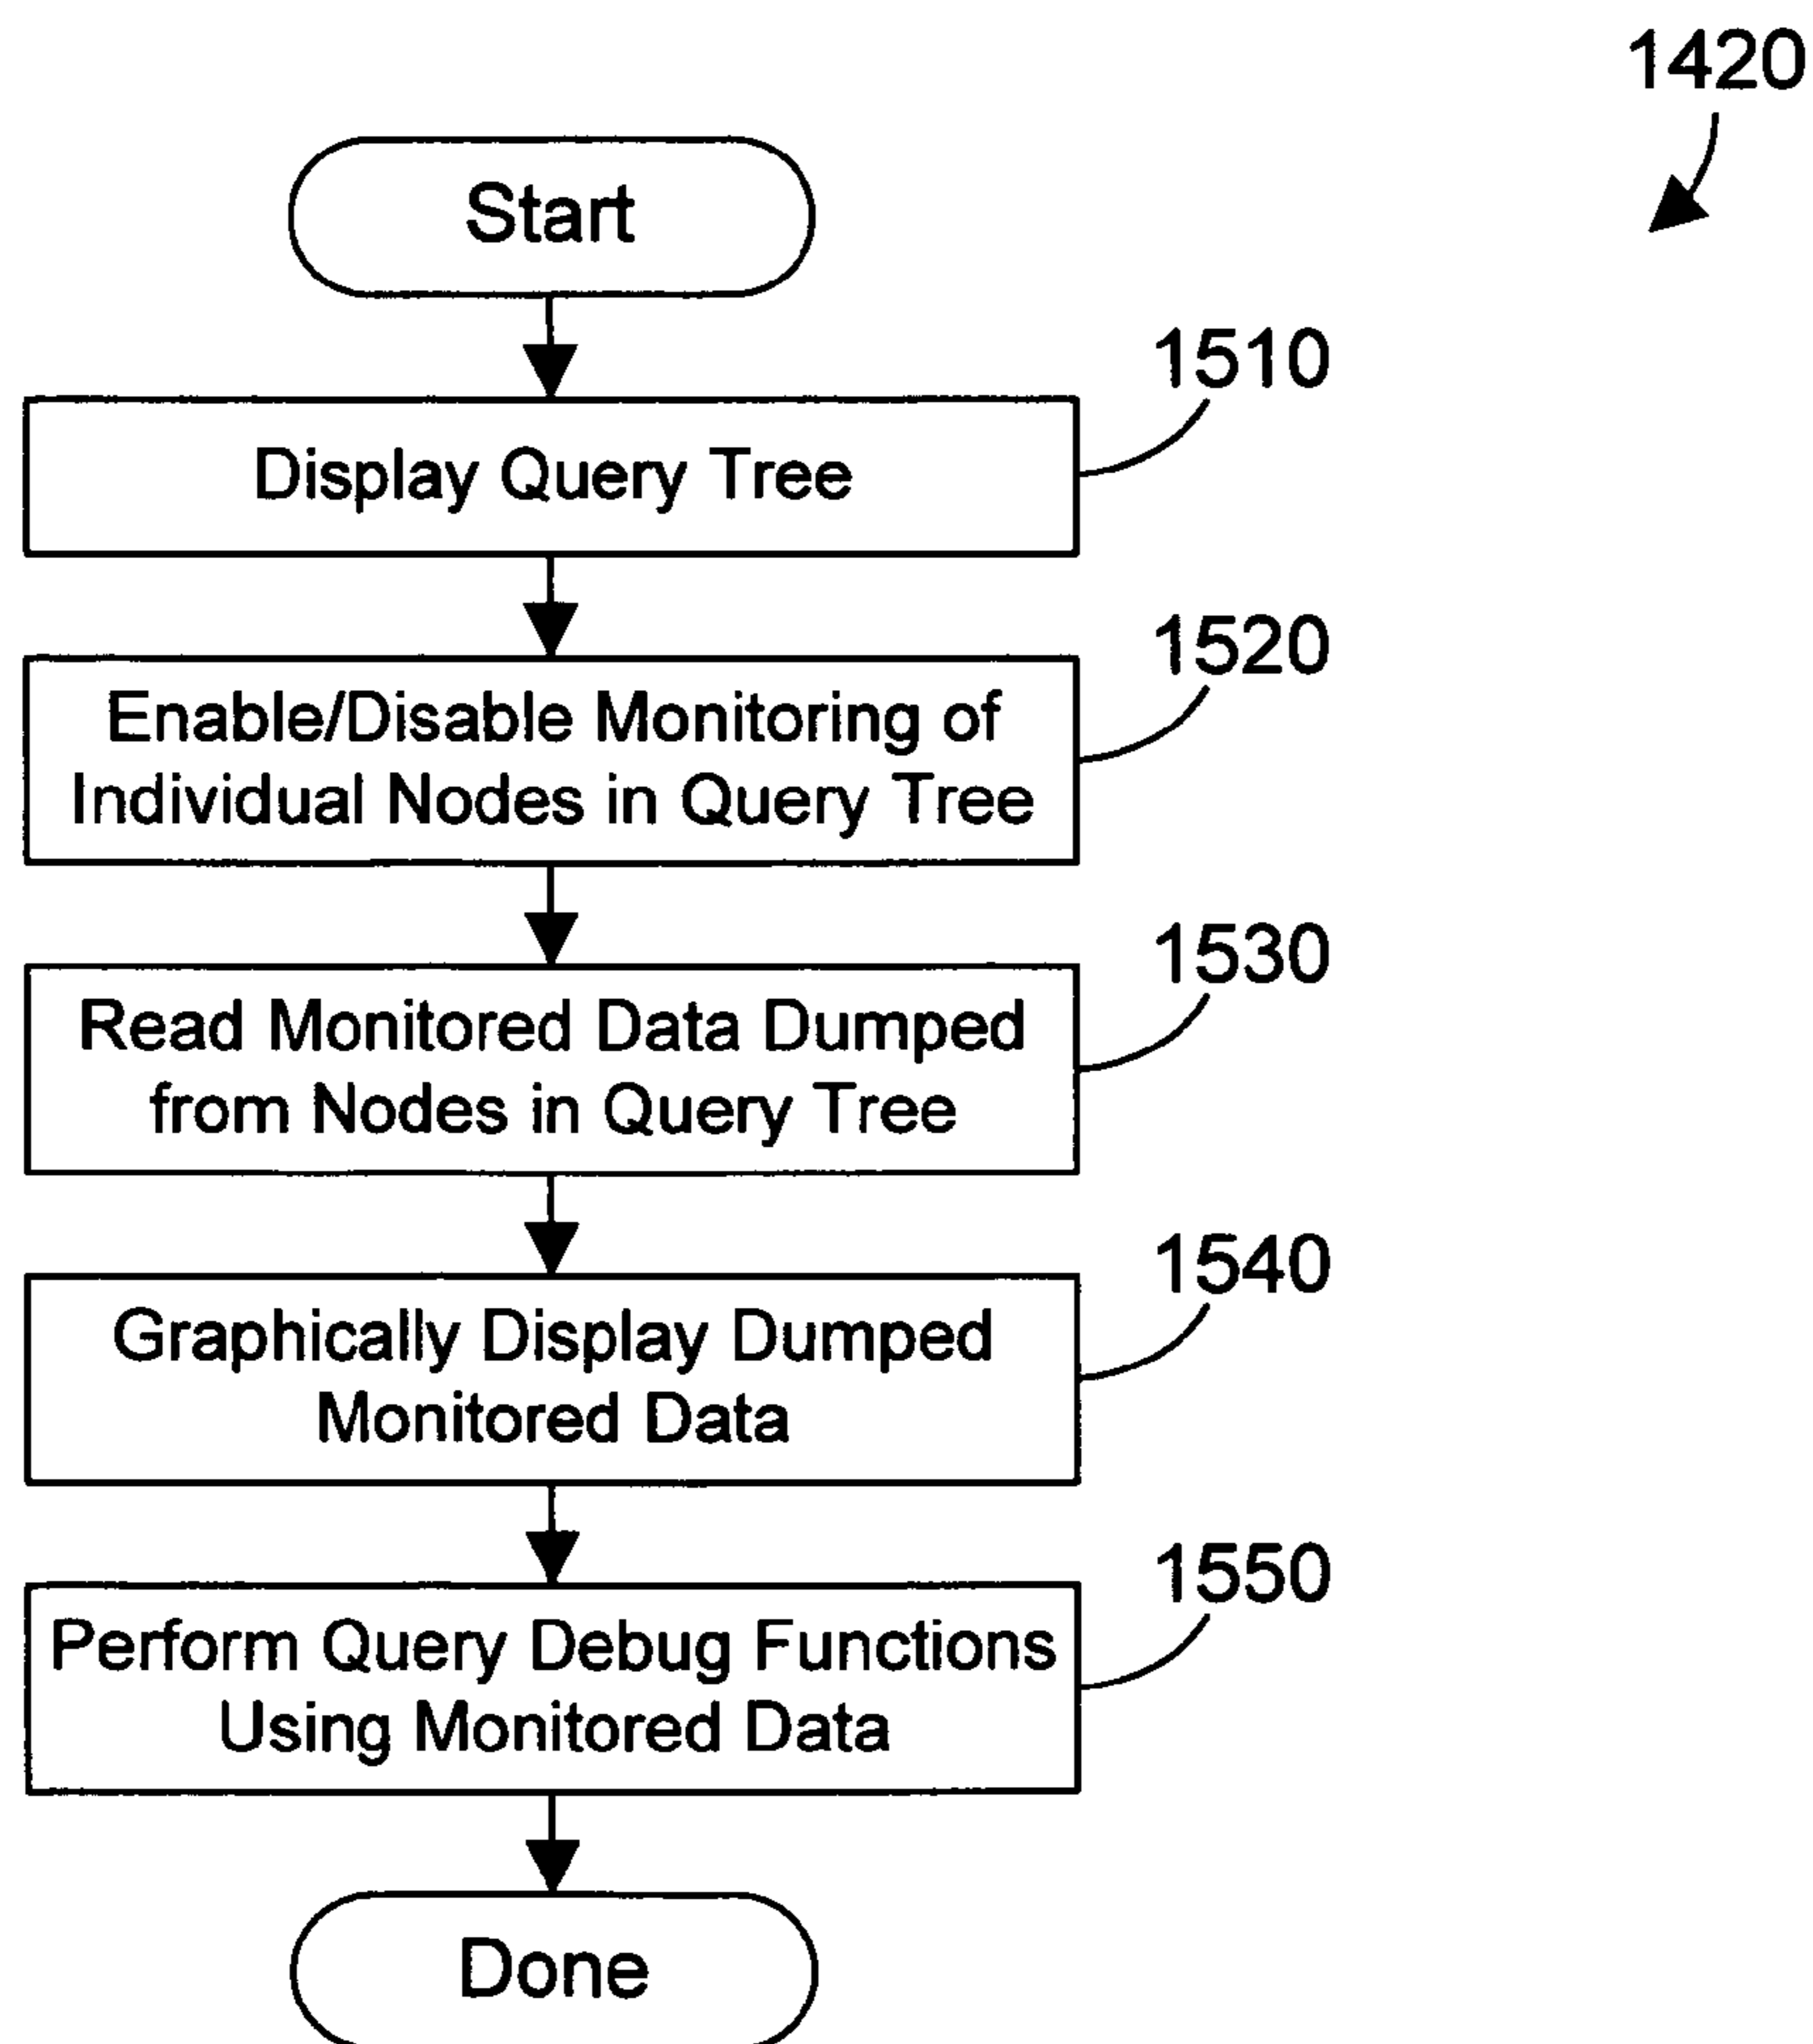 1420
Start
1510
Display Query Tree
1520
Enable/Disable Monitoring of
Individual Nodes in Query Tree
1530
Read Monitored Data Dumped
from Nodes in Query Tree
1540
Graphically Display Dumped
Monitored Data
1550
Perform Query Debug Functions
Using Monitored Data
Done